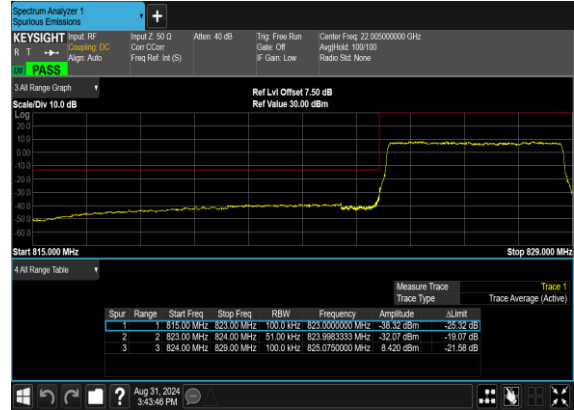 Spectrum Analyzer 1
Spurious Emissions
+
KEYSIGHT Input: RF Input Z: 50 Ω Atten: 40 dB Trig: Free Run Center Freq: 22.005000000 GHz
R T Coupling: DC Corr CCorr Gate: Off Avg|Hold: 100/100
Align: Auto Freq Ref: Int (S) IF Gain: Low Radio Std: None
PASS
3 All Range Graph
Ref Lvl Offset 7.50 dB
Scale/Div 10.0 dB Ref Value 30.00 dBm
Log
20.0
10.0
0.00
-10.0
-20.0
-30.0
-40.0
-50.0
-60.0
Start 815.000 MHz Stop 829.000 MHz
4 All Range Table
Measure Trace Trace 1
Trace Type Trace Average (Active)
Spur Range Start Freq Stop Freq RBW Frequency Amplitude ΔLimit
1 1 815.00 MHz 823.00 MHz 100.0 kHz 823.0000000 MHz -38.32 dBm -25.32 dB
2 2 823.00 MHz 824.00 MHz 51.00 kHz 823.9983333 MHz -32.07 dBm -19.07 dB
3 3 824.00 MHz 829.00 MHz 100.0 kHz 825.0750000 MHz 8.420 dBm -21.58 dB
? Aug 31, 2024
3:43:46 PM